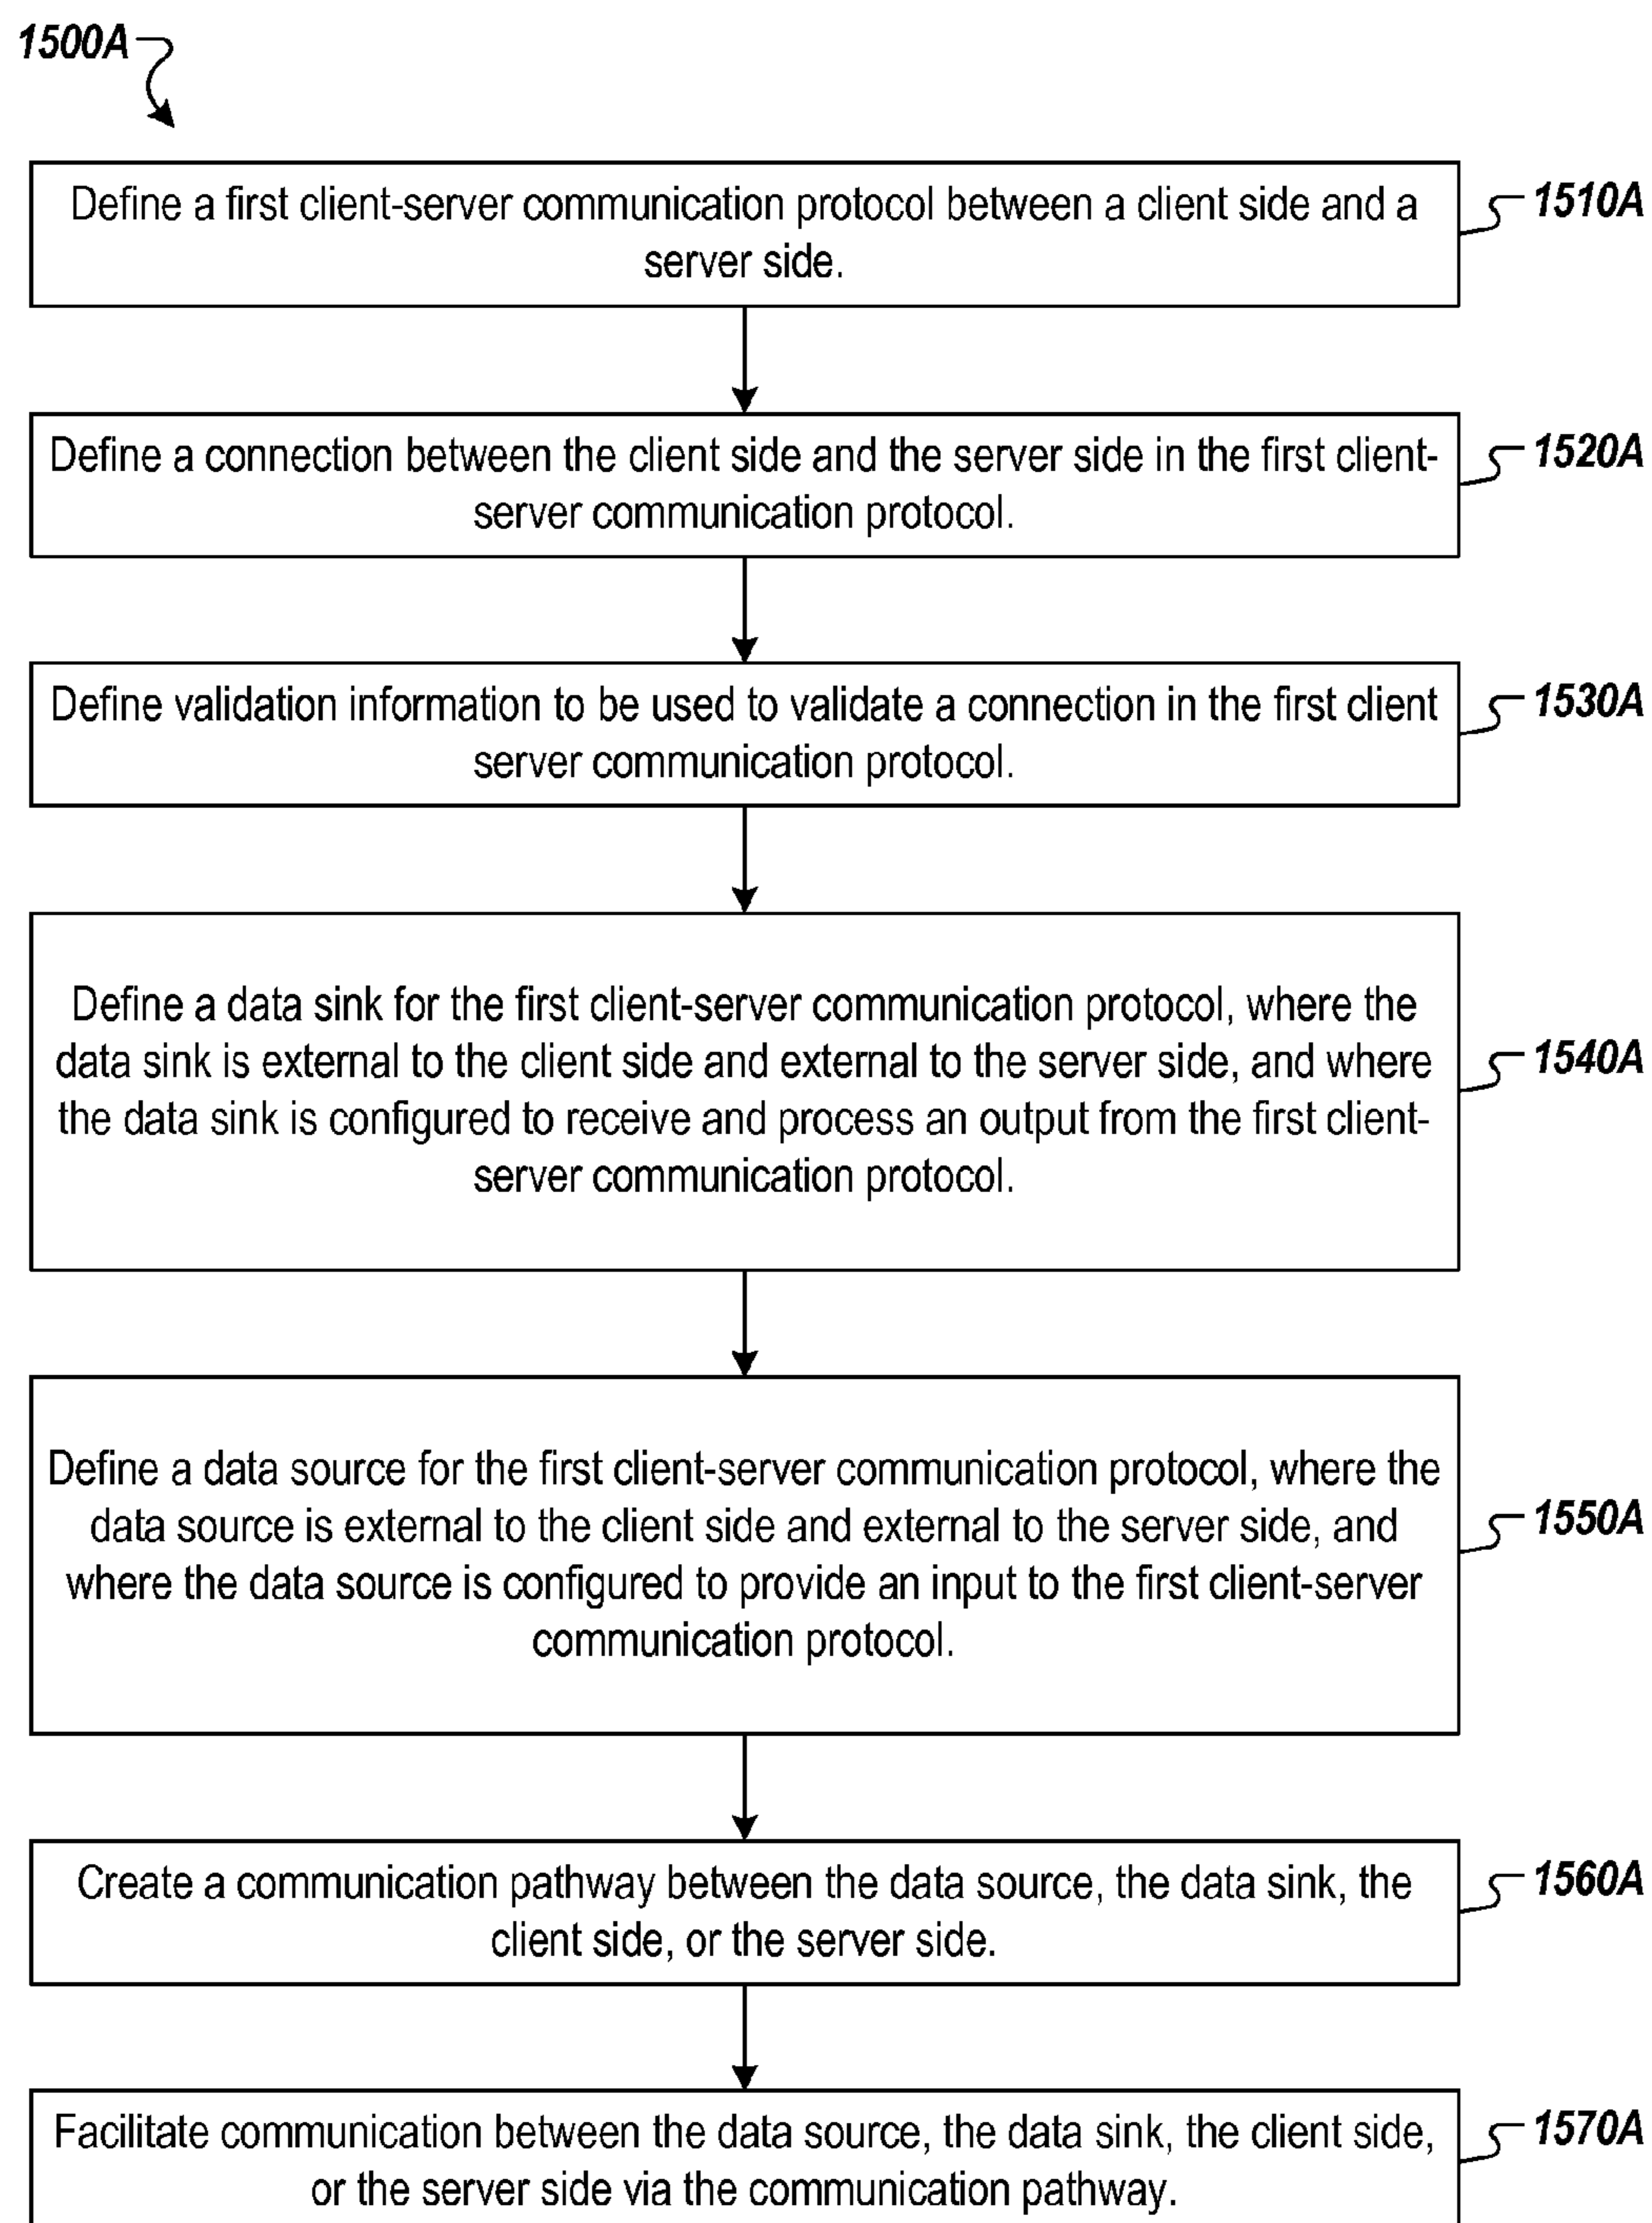 1500A
Define a first client-server communication protocol between a client side and a
server side.
1510A
Define a connection between the client side and the server side in the first client-
server communication protocol.
1520A
Define validation information to be used to validate a connection in the first client
server communication protocol.
1530A
Define a data sink for the first client-server communication protocol, where the
data sink is external to the client side and external to the server side, and where
the data sink is configured to receive and process an output from the first client-
server communication protocol.
1540A
Define a data source for the first client-server communication protocol, where the
data source is external to the client side and external to the server side, and
where the data source is configured to provide an input to the first client-server
communication protocol.
1550A
Create a communication pathway between the data source, the data sink, the
client side, or the server side.
1560A
Facilitate communication between the data source, the data sink, the client side,
or the server side via the communication pathway.
1570A